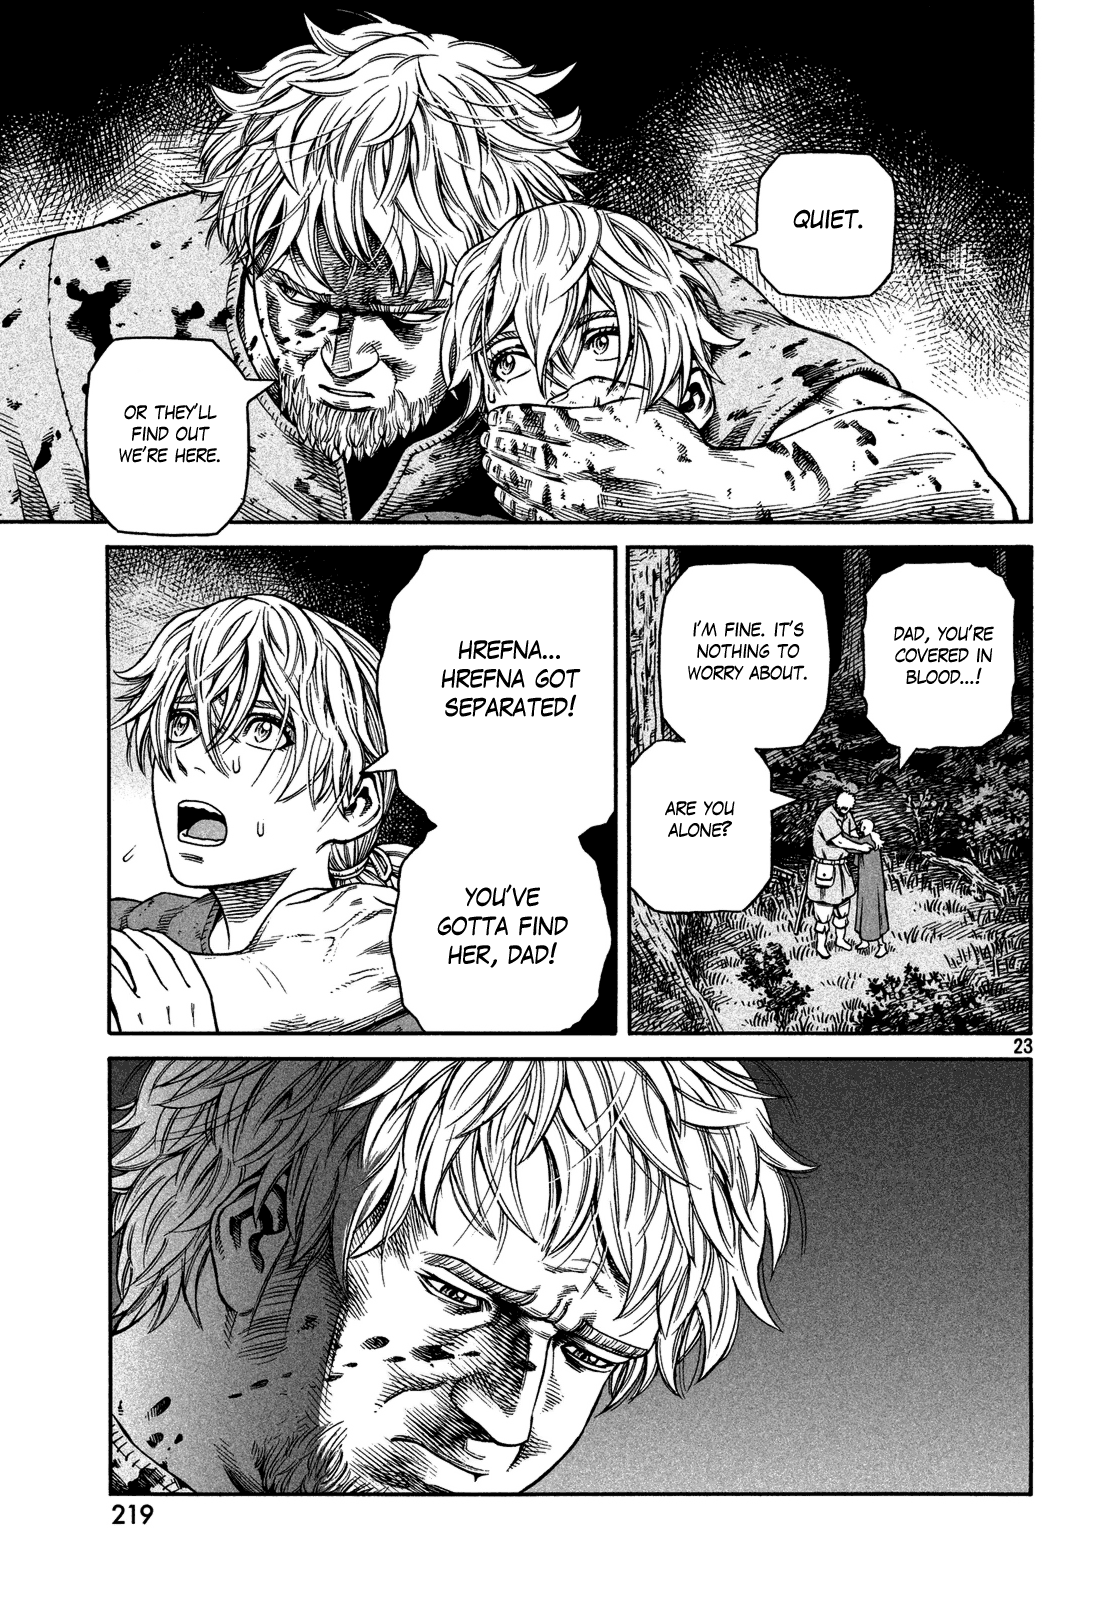 QUIET.
OR THEY'LL
FIND OUT
WE'RE HERE.
DAD, YOU'RE
COVERED IN
BLOOD...!
I'M FINE. IT'S
NOTHING TO
WORRY ABOUT.
ARE YOU
ALONE?
HREFNA...
HREFNA GOT
SEPARATED!
YOU'VE
GOTTA FIND
HER, DAD!
23
219